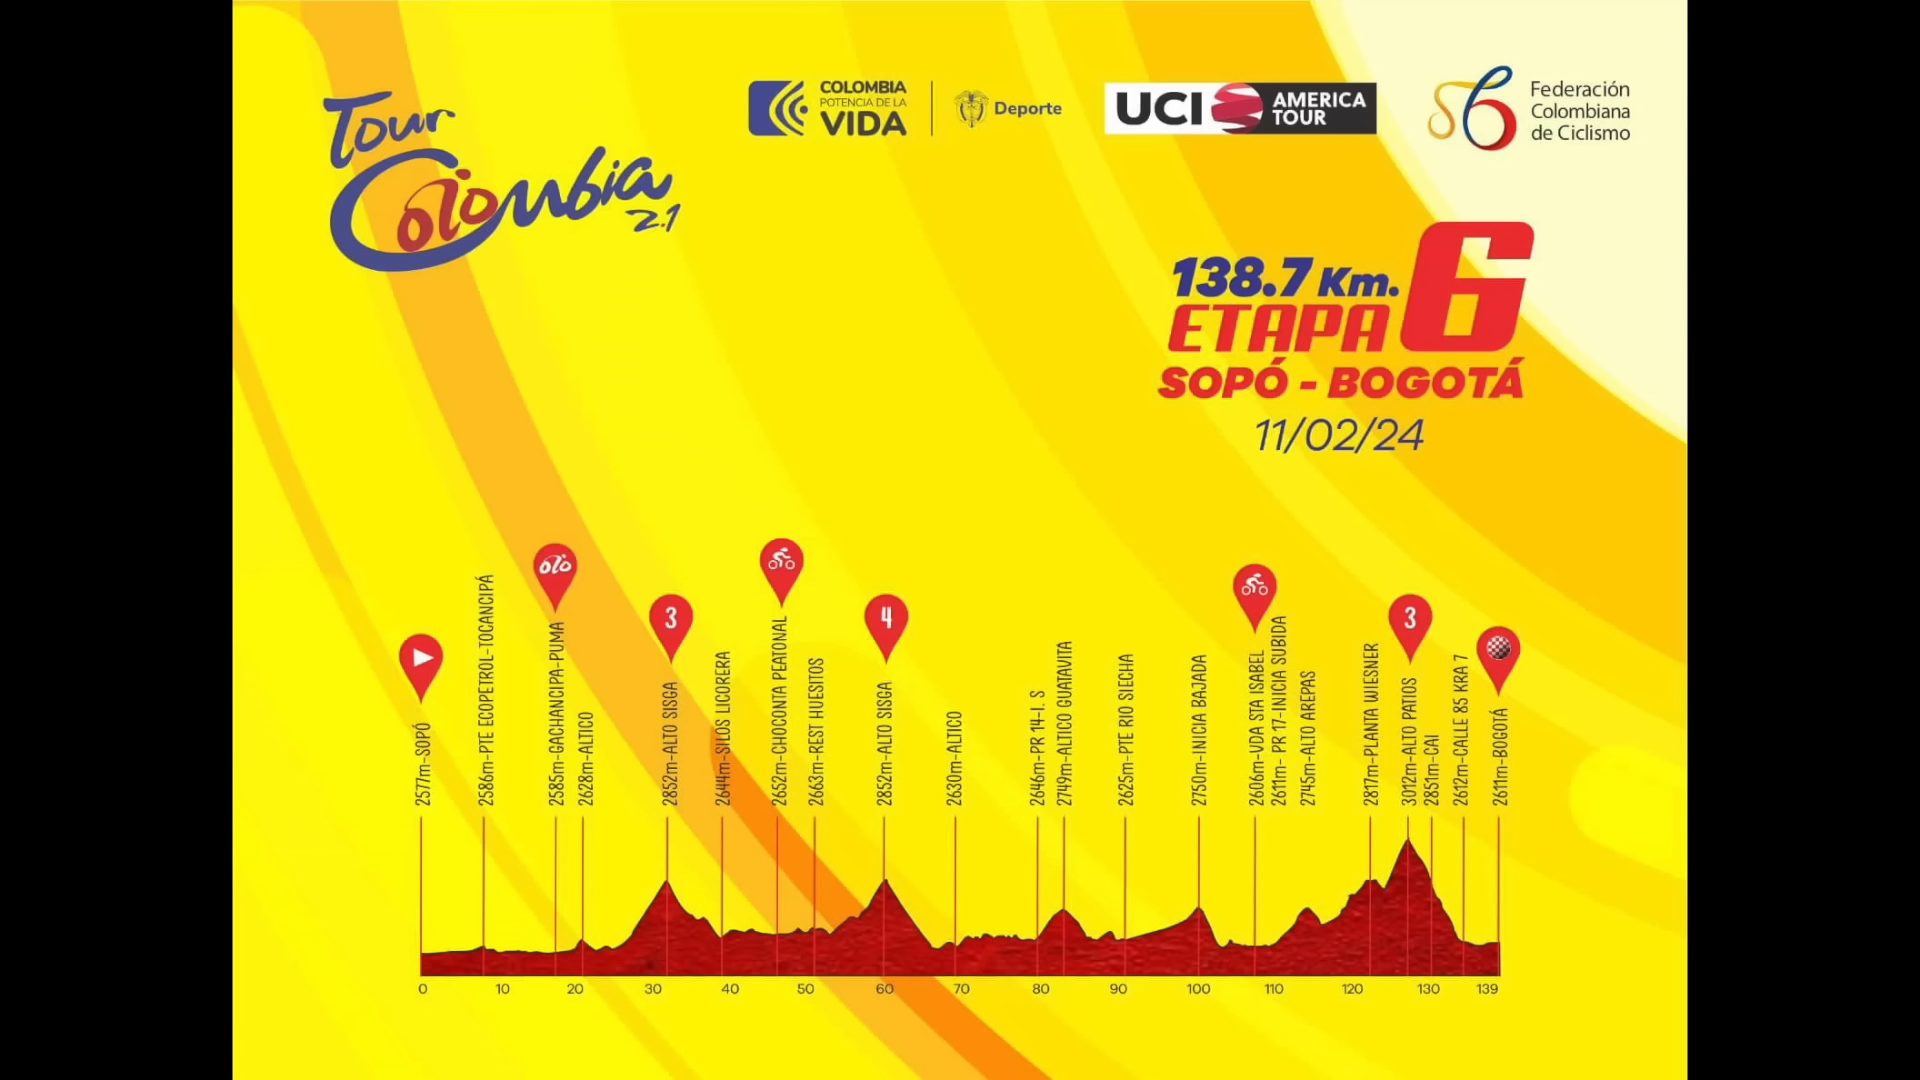 Tour
Colombia
2.1
COLOMBIA
POTENCIA DE LA
VIDA
Deporte
UCI
AMERICA
TOUR
Federación
Colombiana
de Ciclismo
138.7 Km.
ETAPA 6
SOPÓ - BOGOTÁ
11/02/24
olo
3
4
3
2577m-SOPÓ
2586m-PTE ECOPETROL-TOCANCIPÁ
2585m-GACHANCIPA-PUMA
2628m-ALTICO
2852m-ALTO SISGA
2644m-SILOS LICORERA
2652m-CHOCONTA PEATONAL
2663m-REST HUESITOS
2852m-ALTO SISGA
2630m-ALTICO
2646m-PR 14-I. S
2749m-ALTICO GUATAVITA
2625m-PTE RIO SIECHA
2750m-INICIA BAJADA
2606m-VDA STA ISABEL
2611m- PR 17-INICIA SUBIDA
2745m-ALTO AREPAS
2817m-PLANTA WIESNER
3012m-ALTO PATIOS
2851m-CAI
2612m-CALLE 85 KRA 7
2611m-BOGOTÁ
0 10 20 30 40 50 60 70 80 90 100 110 120 130 139